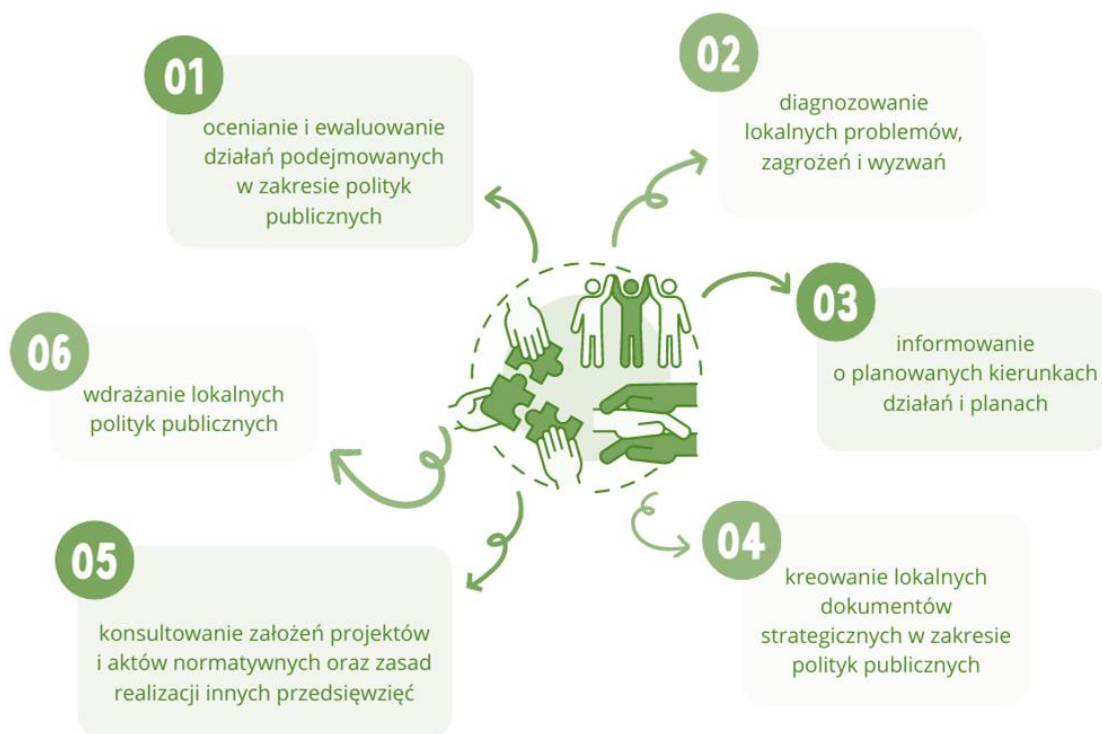 01
ocenianie i ewaluowanie
działań podejmowanych
w zakresie polityk
publicznych
02
diagnozowanie
lokalnych problemów,
zagrożeń i wyzwań
03
informowanie
o planowanych kierunkach
działań i planach
04
kreowanie lokalnych
dokumentów
strategicznych w zakresie
polityk publicznych
05
konsultowanie założeń projektów
i aktów normatywnych oraz zasad
realizacji innych przedsięwzięć
06
wdrażanie lokalnych
polityk publicznych